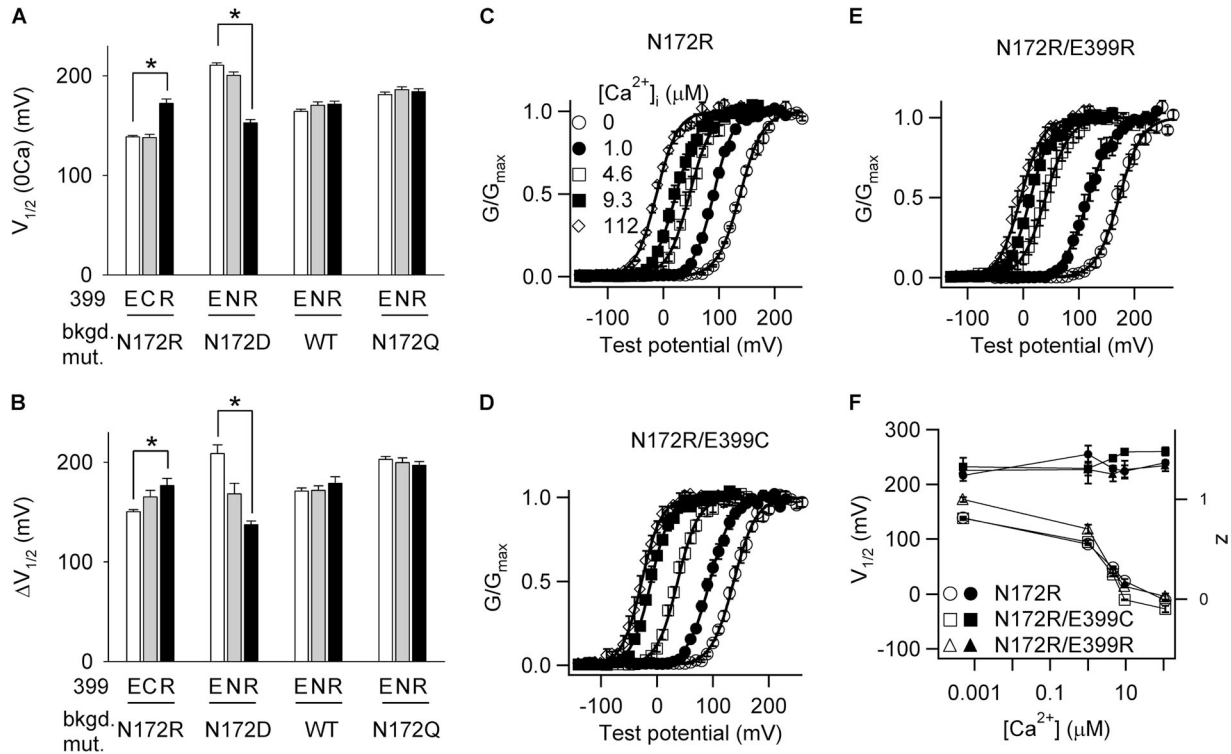 A
*
*
V1/2 (0Ca) (mV)
200
100
0
399 E C R E N R E N R E N R
bkgd. mut. N172R N172D WT N172Q
B
*
*
ΔV1/2 (mV)
200
100
0
399 E C R E N R E N R E N R
bkgd. mut. N172R N172D WT N172Q
C
N172R
[Ca2+]i (μM)
0
1.0
4.6
9.3
112
G/Gmax
1.0
0.5
0.0
-100 0 100 200
Test potential (mV)
D
N172R/E399C
G/Gmax
1.0
0.5
0.0
-100 0 100 200
Test potential (mV)
E
N172R/E399R
G/Gmax
1.0
0.5
0.0
-100 0 100 200
Test potential (mV)
F
V1/2 (mV)
300
200
100
0
-100
1
0
z
N172R
N172R/E399C
N172R/E399R
0.001 0.1 10
[Ca2+] (μM)